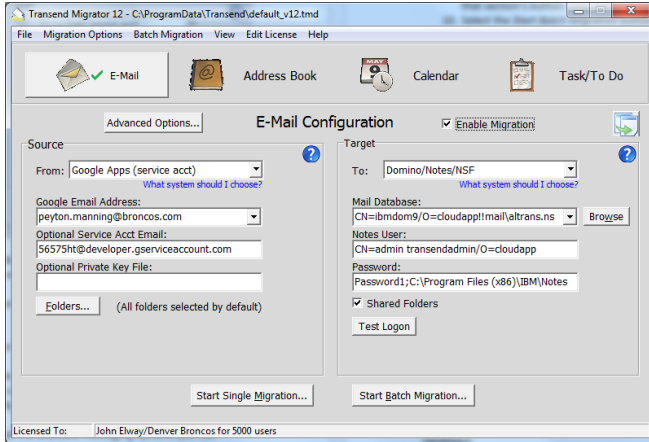 Transend Migrator 12 - C:\ProgramData\Transend\default_v12.tmd
File Migration Options Batch Migration View Edit License Help
E-Mail Address Book MAY Calendar Task/To Do
Advanced Options... E-Mail Configuration Enable Migration
Source Target
From: Google Apps (service acct) To: Domino/Notes/NSF
What system should I choose? What system should I choose?
Google Email Address: Mail Database:
peyton.manning@broncos.com CN=ibmdom9/O=cloudapp!!mail\altrans.ns Browse
Optional Service Acct Email: Notes User:
56575ht@developer.gserviceaccount.com CN=admin transendadmin/O=cloudapp
Optional Private Key File: Password:
Password1;C:\Program Files (x86)\IBM\Notes
Folders... (All folders selected by default) Shared Folders
Test Logon
Start Single Migration... Start Batch Migration...
Licensed To: John Elway/Denver Broncos for 5000 users